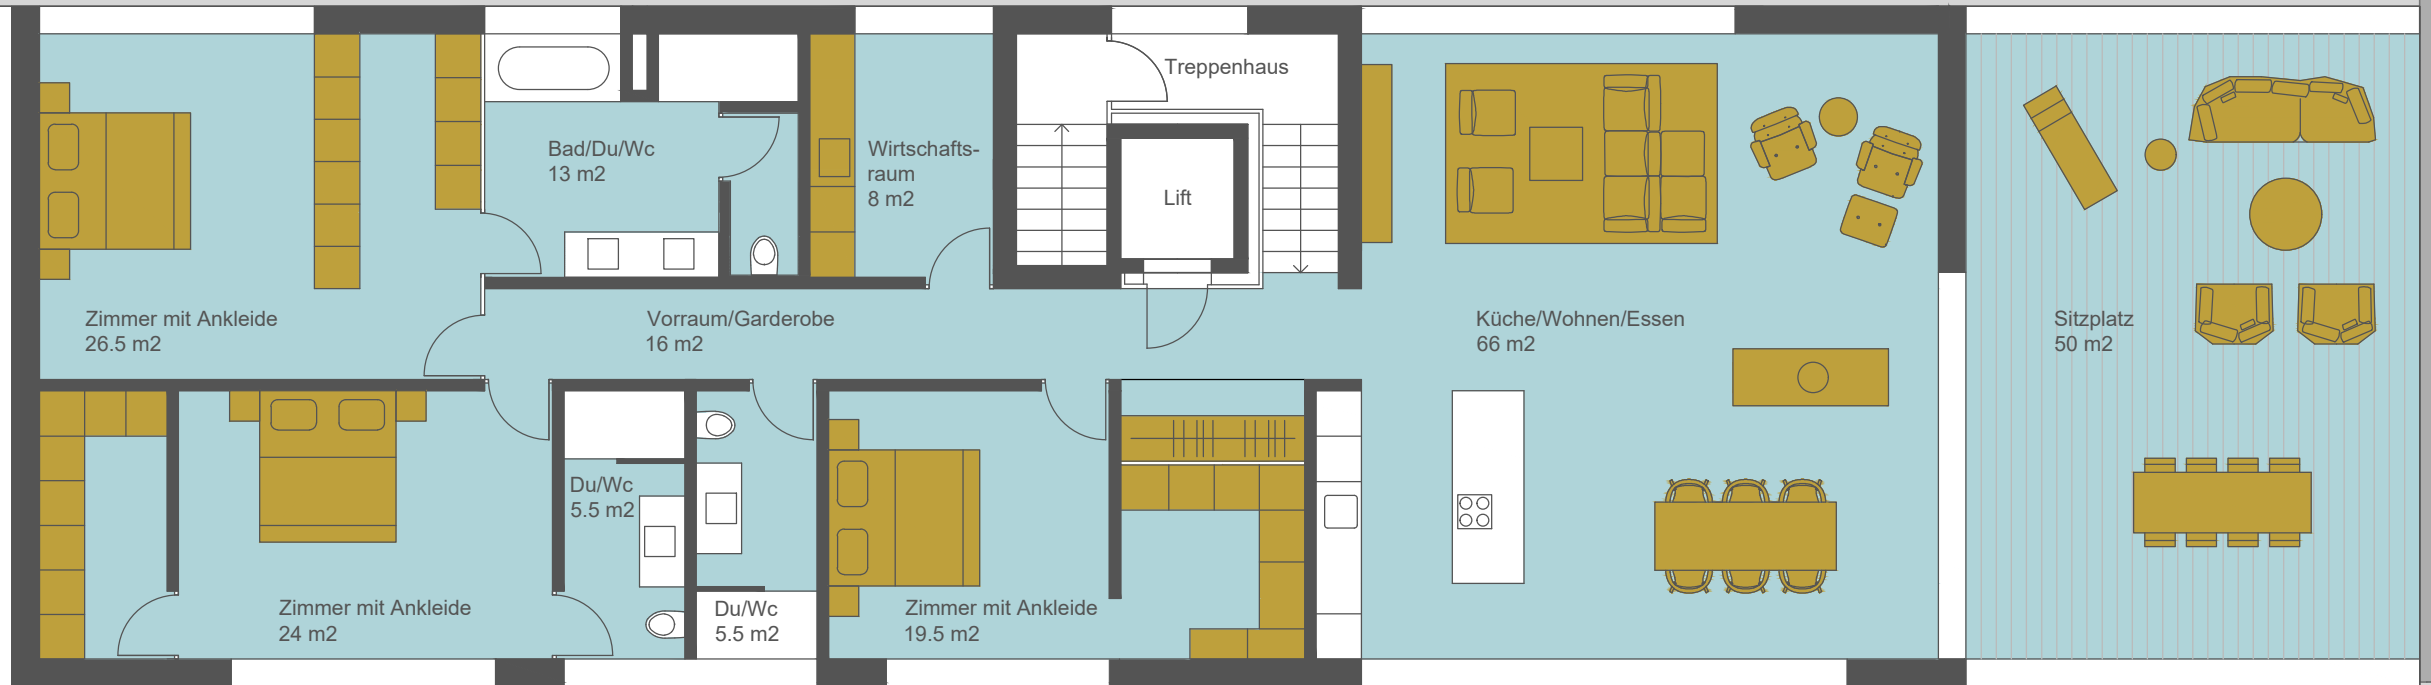 Treppenhaus
Bad/Du/Wc
13 m2
Wirtschafts-
raum
8 m2
Lift
Zimmer mit Ankleide
26.5 m2
Vorraum/Garderobe
16 m2
Küche/Wohnen/Essen
66 m2
Sitzplatz
50 m2
Du/Wc
5.5 m2
Zimmer mit Ankleide
24 m2
Du/Wc
5.5 m2
Zimmer mit Ankleide
19.5 m2